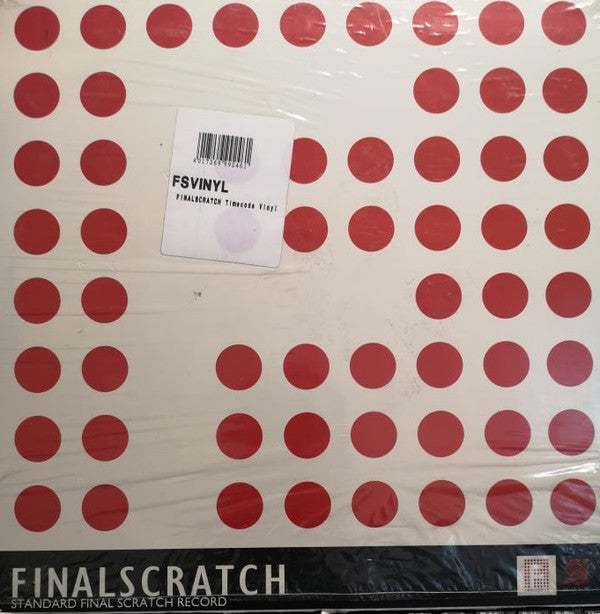 FSVINYL
FINALSCRATCH Timecode Vinyl
FINALSCRATCH
STANDARD FINAL SCRATCH RECORD